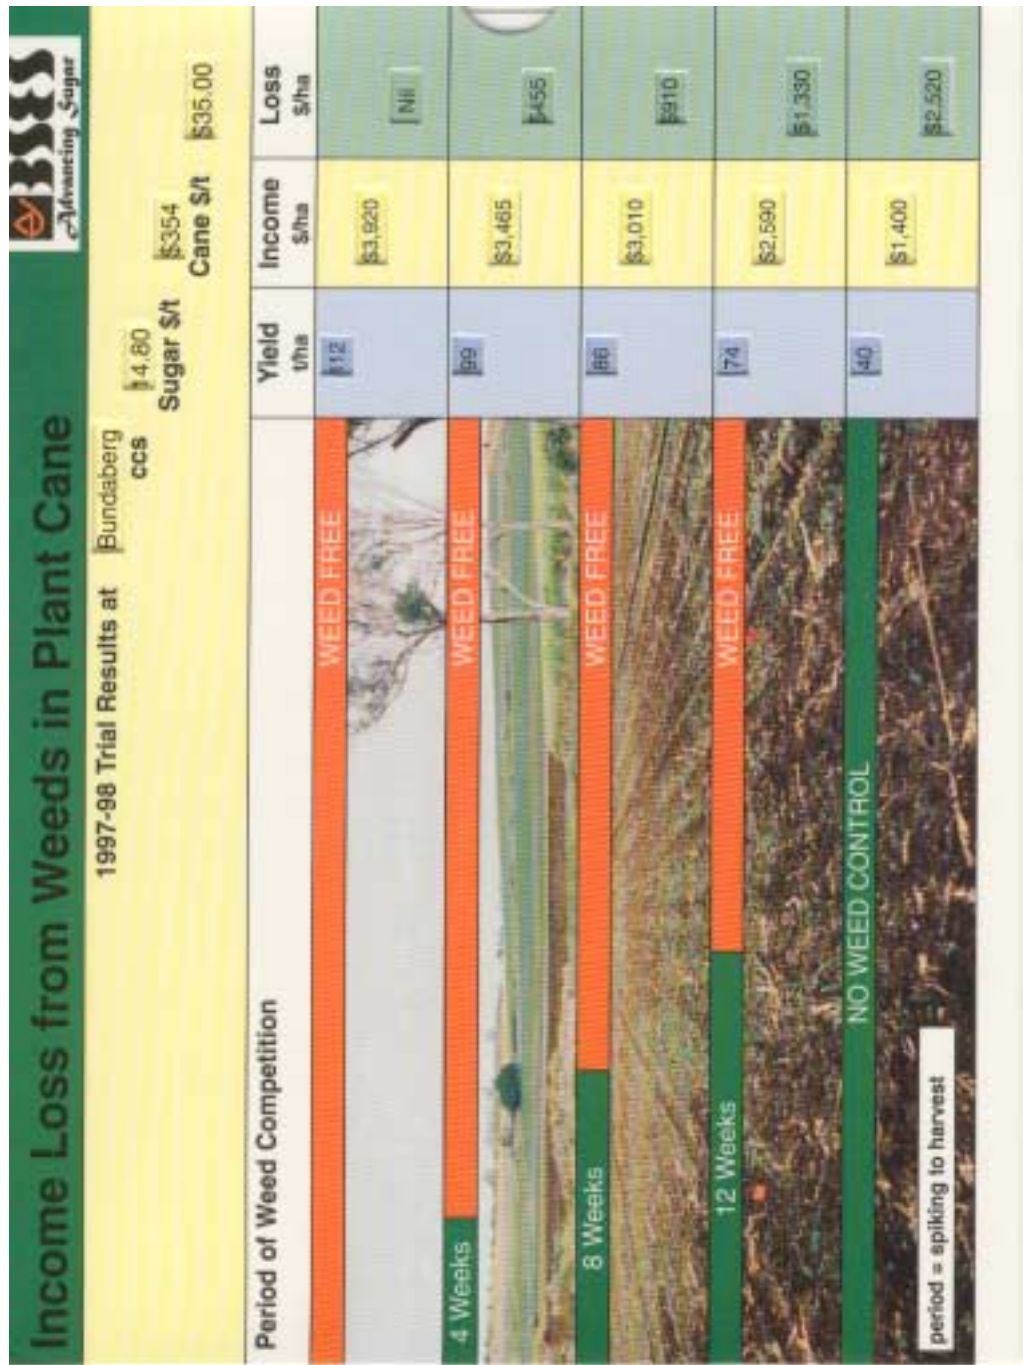 Income Loss from Weeds in Plant Cane
BSES
Advancing Sugar
1997-98 Trial Results at Bundaberg
ccs 14.80
Sugar $/t $354
Cane $/t $35.00
Period of Weed Competition Yield t/ha Income $/ha Loss $/ha
WEED FREE 112 $3,920 Nil
4 Weeks WEED FREE 99 $3,465 $455
8 Weeks WEED FREE 86 $3,010 $910
12 Weeks WEED FREE 74 $2,590 $1,330
NO WEED CONTROL 40 $1,400 $2,520
period = spiking to harvest